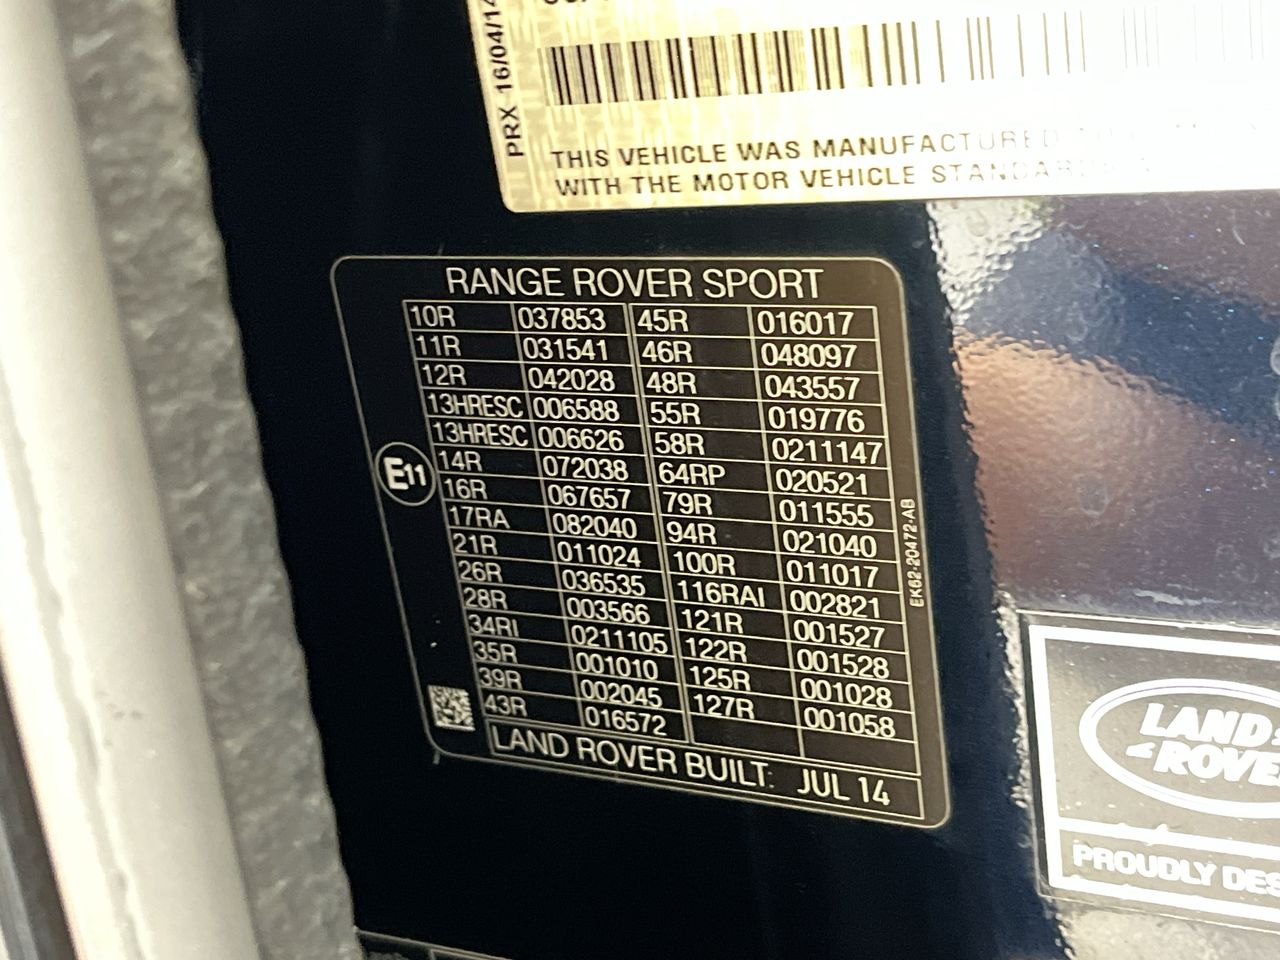 PRX 16/04/14
THIS VEHICLE WAS MANUFACTURED
WITH THE MOTOR VEHICLE STANDARDS
RANGE ROVER SPORT
10R 037853 45R 016017
11R 031541 46R 048097
12R 042028 48R 043557
13HRESC 006588 55R 019776
13HRESC 006626 58R 0211147
14R 072038 64RP 020521
16R 067657 79R 011555
17RA 082040 94R 021040
21R 011024 100R 011017
26R 036535 116RAI 002821
28R 003566 121R 001527
34RI 0211105 122R 001528
35R 001010 125R 001028
39R 002045 127R 001058
43R 016572
LAND ROVER BUILT: JUL 14
E11
EK62-20472-AB
LAND
ROVE
PROUDLY DES